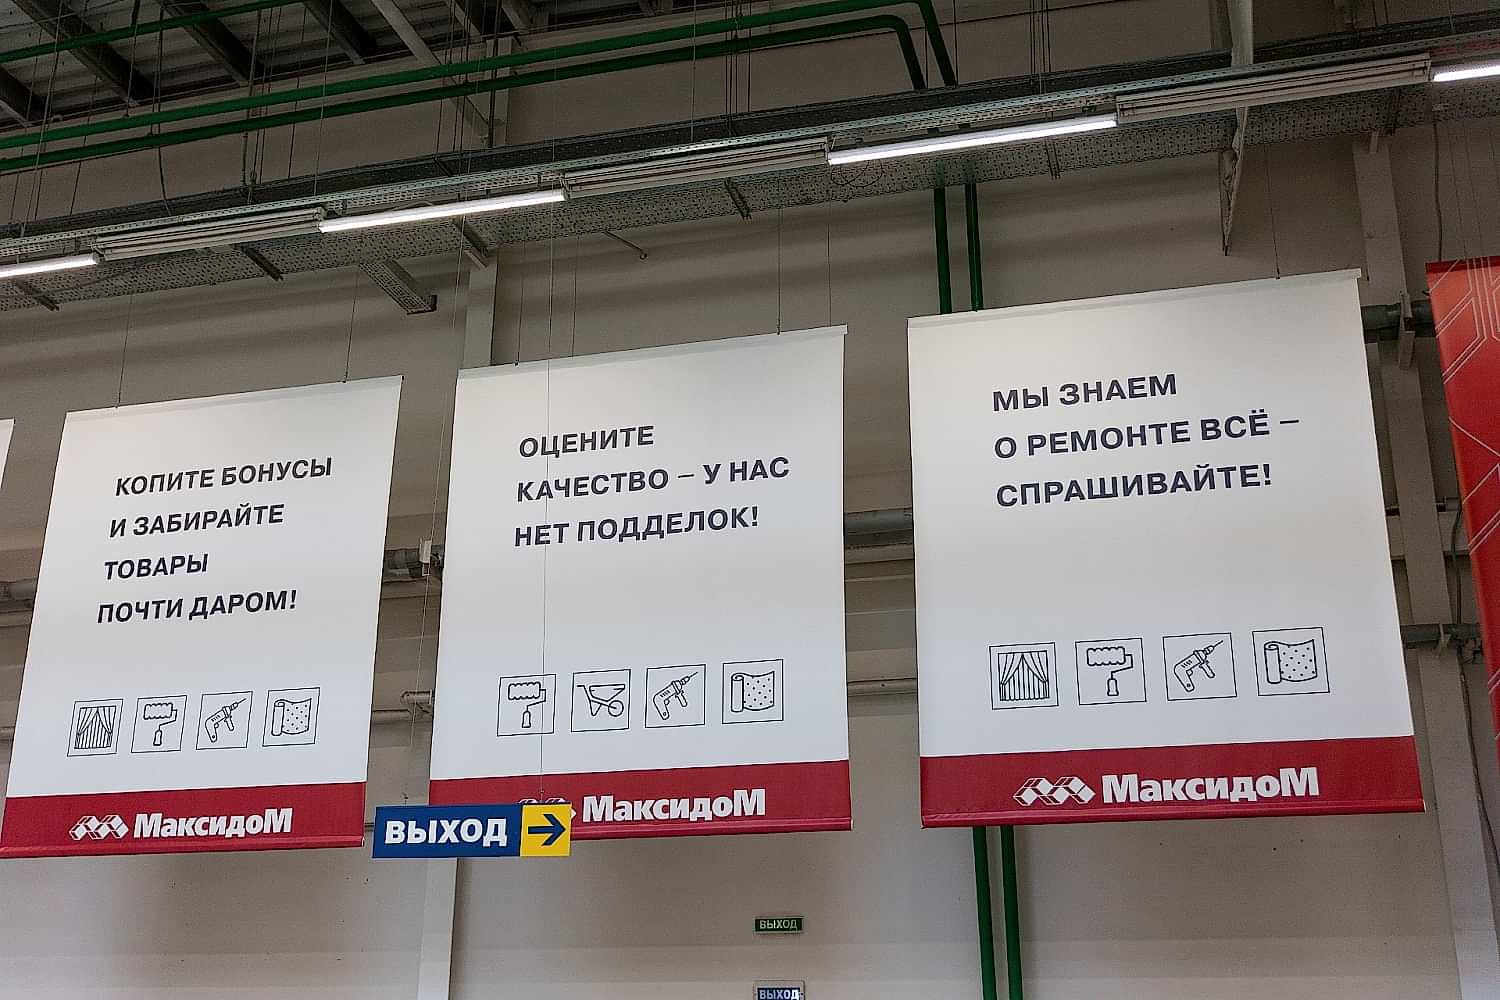 КОПИТЕ БОНУСЫ
И ЗАБИРАЙТЕ
ТОВАРЫ
ПОЧТИ ДАРОМ!
МаксидоМ
ОЦЕНИТЕ
КАЧЕСТВО – У НАС
НЕТ ПОДДЕЛОК!
МаксидоМ
МЫ ЗНАЕМ
О РЕМОНТЕ ВСЁ –
СПРАШИВАЙТЕ!
МаксидоМ
ВЫХОД
ВЫХОД
ВЫХОД